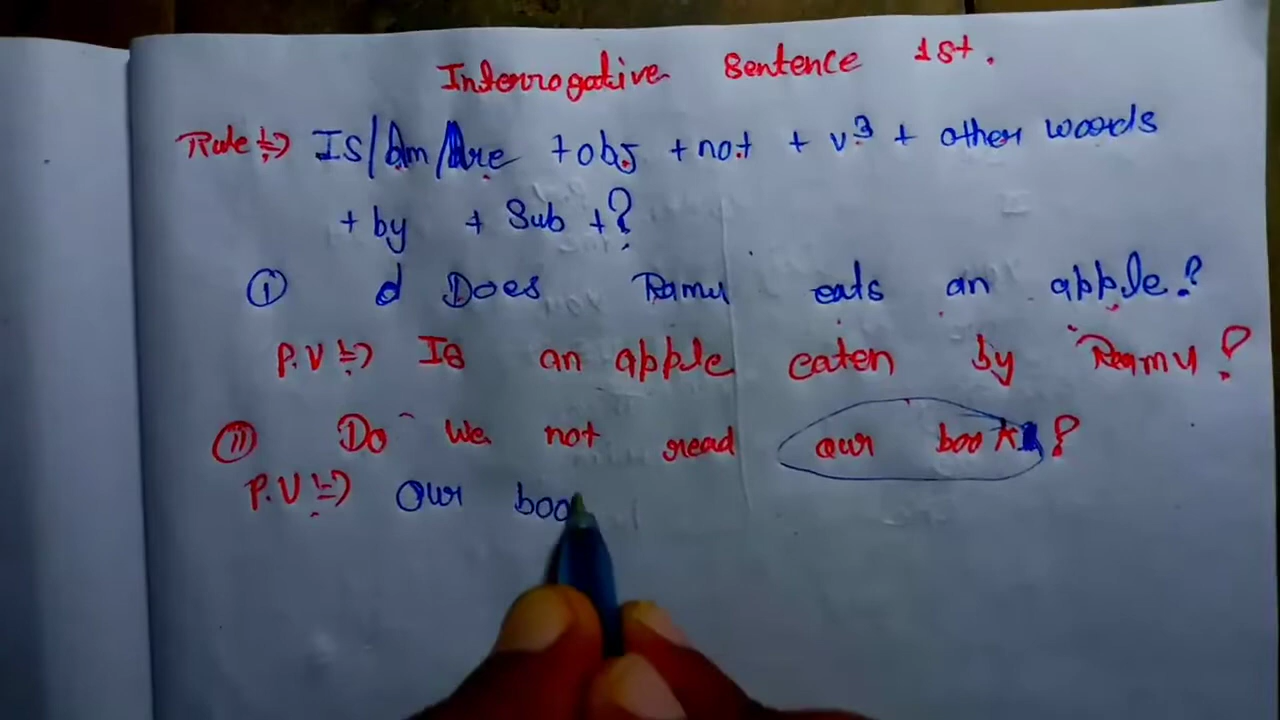 Interrogative Sentence 1st.
Rule:⇒ Is/Am/Are + obj + not + v³ + other words
+ by + Sub + ?
(i) d Does Ramu eats an apple?
P.V:⇒ Is an apple eaten by Ramu?
(ii) Do we not read our book?
P.V:⇒ Our boo